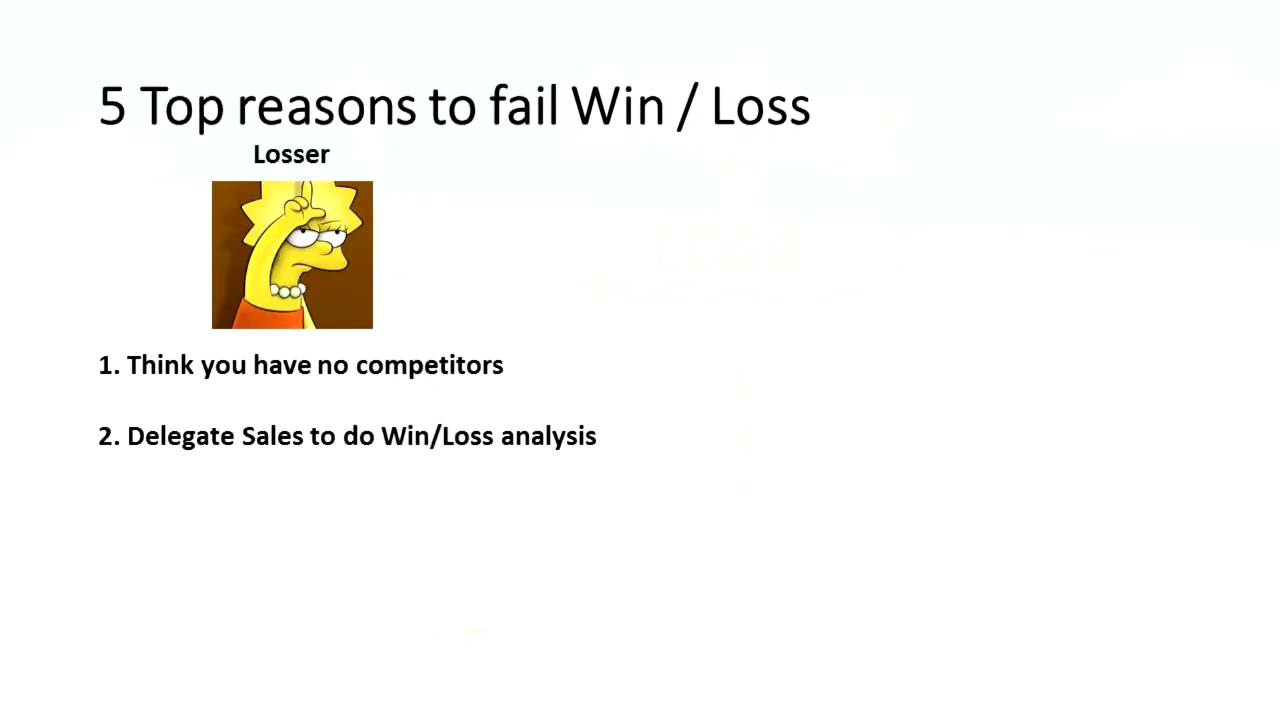 5 Top reasons to fail Win / Loss
Losser
1. Think you have no competitors
2. Delegate Sales to do Win/Loss analysis
LOSS